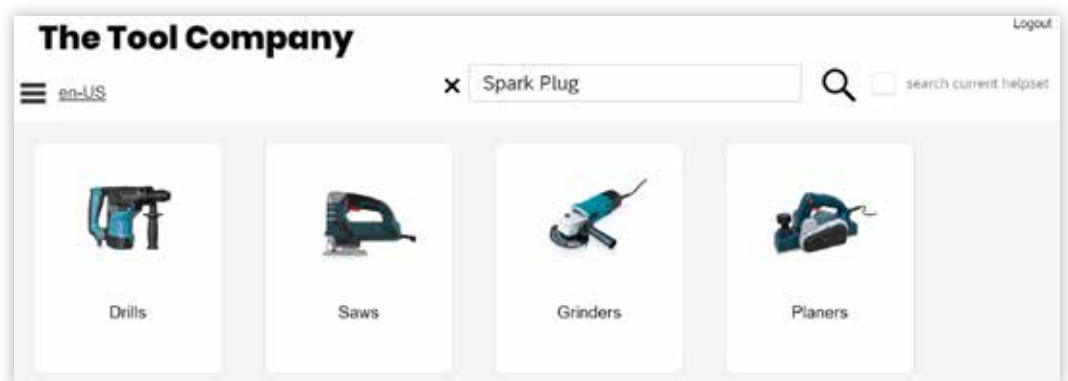 Logout
The Tool Company
en-US
Spark Plug
search current helpset
Drills
Saws
Grinders
Planers